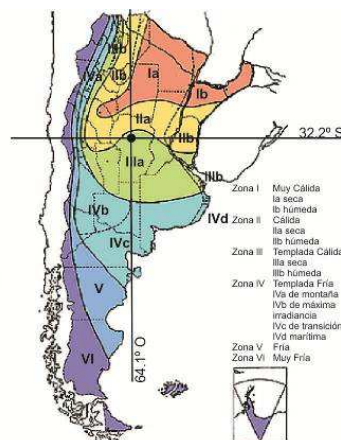 IIIb
IVa
IIb
Ia
Ib
IIa
IIb
32.2° S
IIIa
IIIb
IVb
IVd
IVc
V
VI
64.1° O
Zona I Muy Cálida
Ia seca
Ib húmeda
Zona II Cálida
IIa seca
IIb húmeda
Zona III Templada Cálida
IIIa seca
IIIb húmeda
Zona IV Templada Fría
IVa de montaña
IVb de máxima
irradiancia
IVc de transición
IVd marítima
Zona V Fría
Zona VI Muy Fría